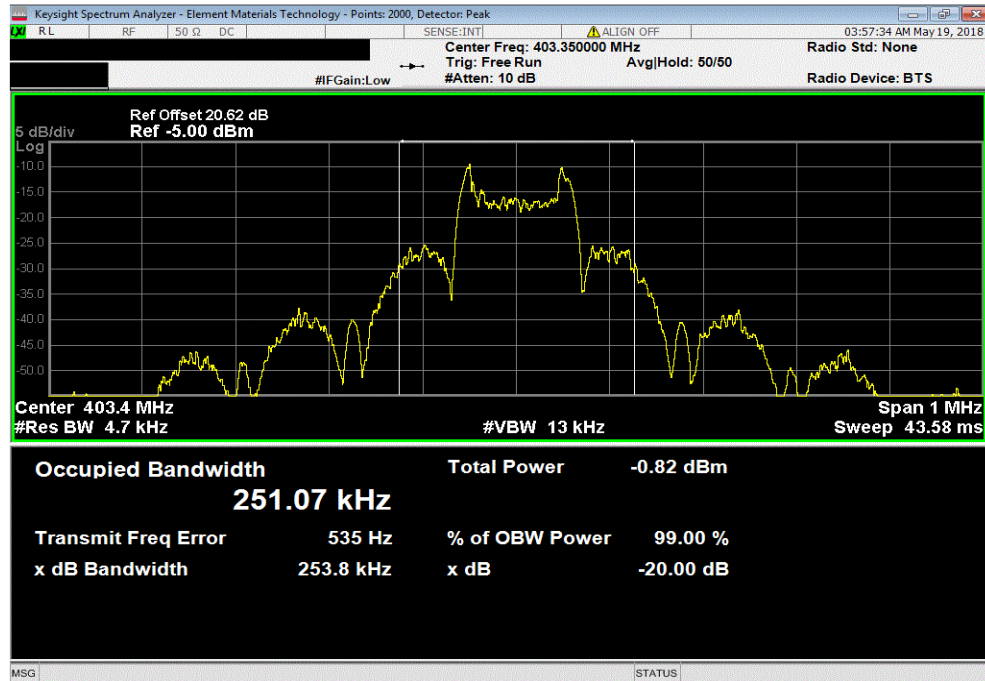 Keysight Spectrum Analyzer - Element Materials Technology - Points: 2000, Detector: Peak
LXI RL RF 50 Ω DC SENSE:INT ALIGN OFF 03:57:34 AM May 19, 2018
Center Freq: 403.350000 MHz Radio Std: None
Trig: Free Run Avg|Hold: 50/50
#IFGain:Low #Atten: 10 dB Radio Device: BTS
Ref Offset 20.62 dB
5 dB/div Ref -5.00 dBm
Log
-10.0
-15.0
-20.0
-25.0
-30.0
-35.0
-40.0
-45.0
-50.0
Center 403.4 MHz Span 1 MHz
#Res BW 4.7 kHz #VBW 13 kHz Sweep 43.58 ms
Occupied Bandwidth Total Power -0.82 dBm
251.07 kHz
Transmit Freq Error 535 Hz % of OBW Power 99.00 %
x dB Bandwidth 253.8 kHz x dB -20.00 dB
MSG STATUS